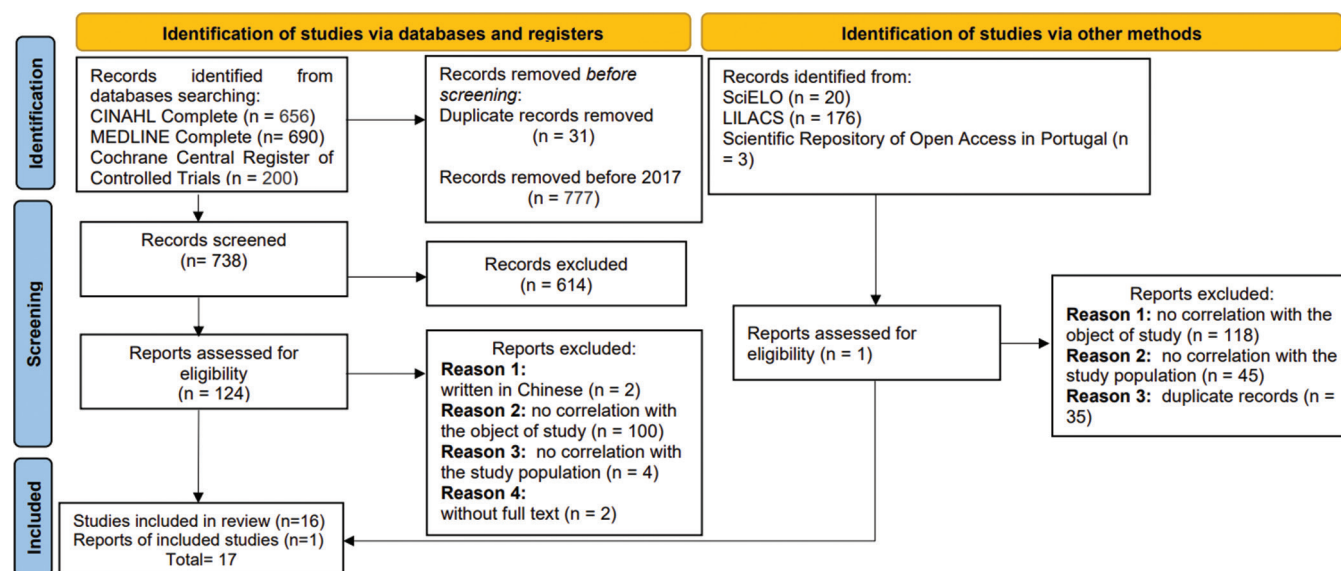 Identification of studies via databases and registers
Identification of studies via other methods
Identification
Records identified from
databases searching:
CINAHL Complete (n = 656)
MEDLINE Complete (n= 690)
Cochrane Central Register of
Controlled Trials (n = 200)
Records removed before
screening:
Duplicate records removed
(n = 31)
Records removed before 2017
(n = 777)
Records identified from:
SciELO (n = 20)
LILACS (n = 176)
Scientific Repository of Open Access in Portugal (n
= 3)
Screening
Records screened
(n= 738)
Records excluded
(n = 614)
Reports assessed for
eligibility
(n = 124)
Reports excluded:
Reason 1:
written in Chinese (n = 2)
Reason 2: no correlation with
the object of study (n = 100)
Reason 3: no correlation with
the study population (n = 4)
Reason 4:
without full text (n = 2)
Reports assessed for
eligibility (n = 1)
Reports excluded:
Reason 1: no correlation with the
object of study (n = 118)
Reason 2: no correlation with the
study population (n = 45)
Reason 3: duplicate records (n =
35)
Included
Studies included in review (n=16)
Reports of included studies (n=1)
Total= 17